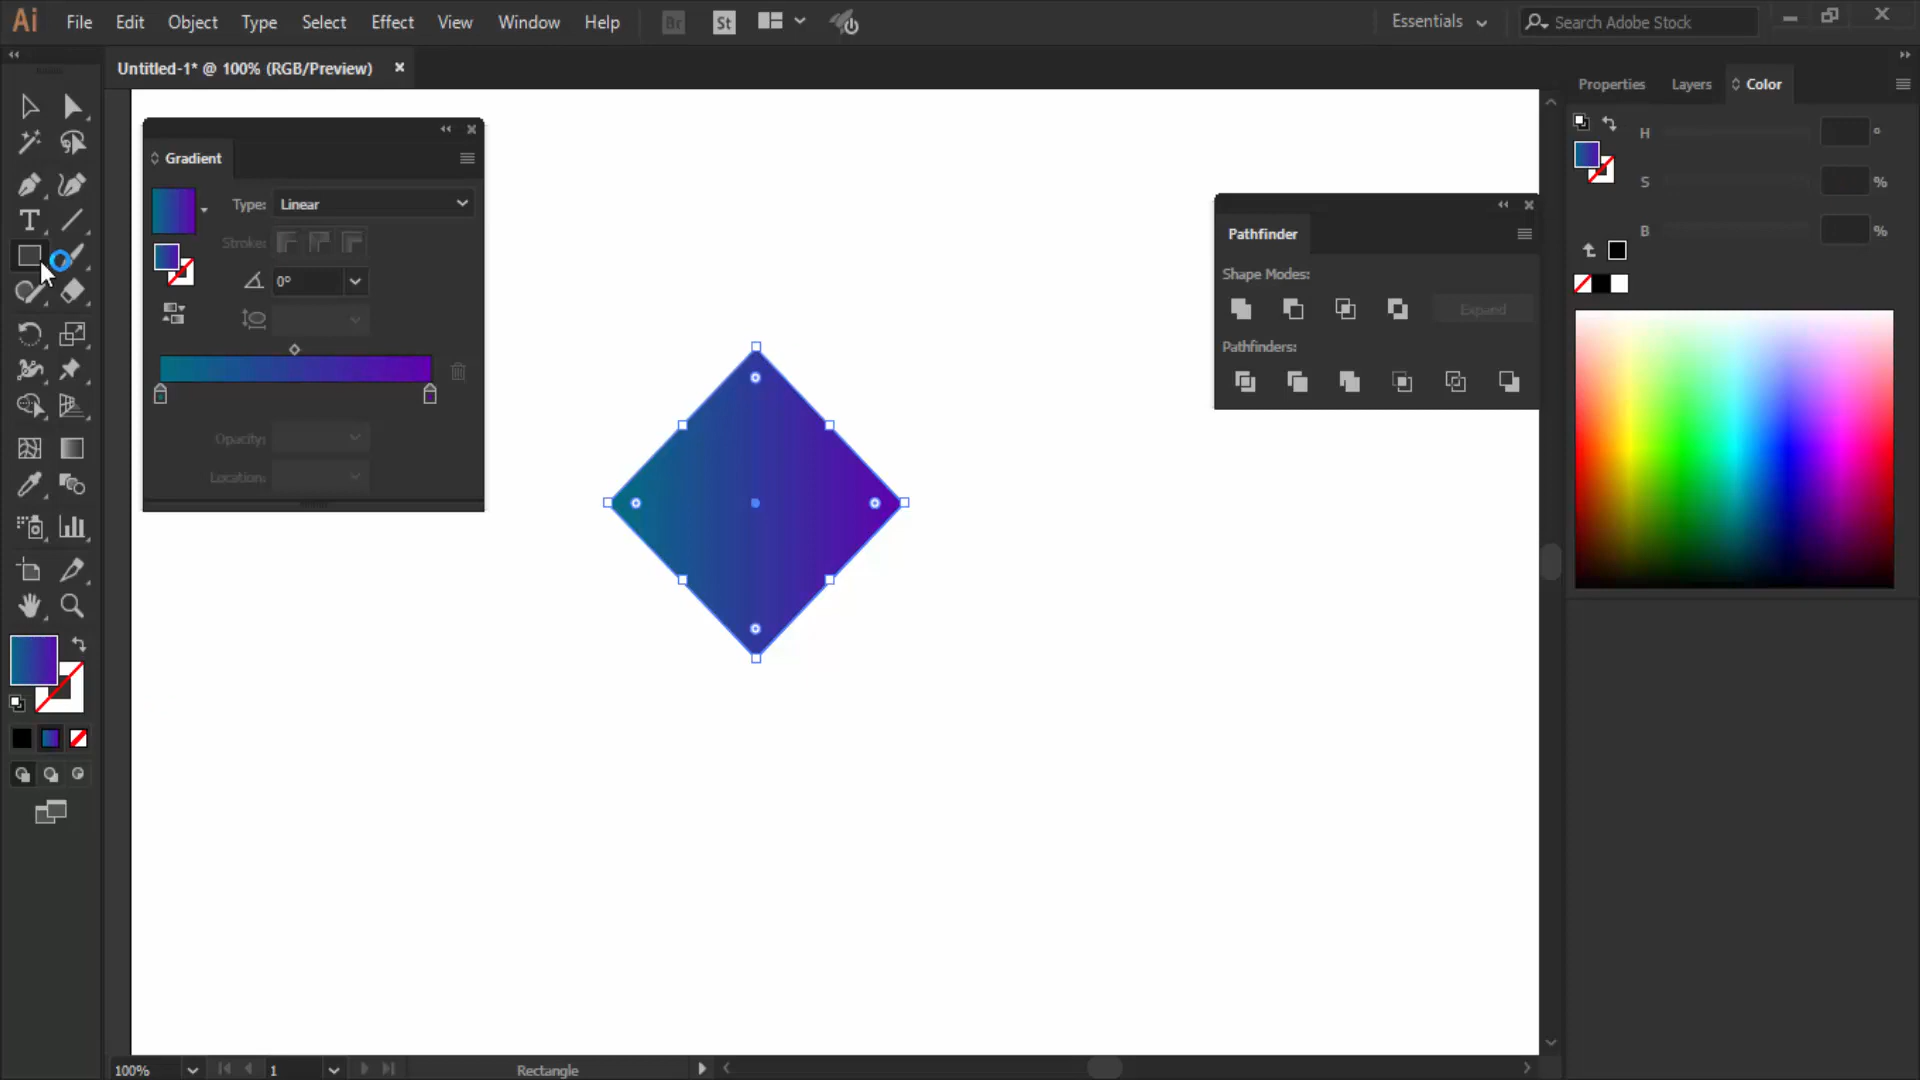 Ai File Edit Object Type Select Effect View Window Help Br St Essentials Search Adobe Stock
Untitled-1* @ 100% (RGB/Preview)
Properties Layers Color
Gradient
Type: Linear
Stroke:
0°
Opacity:
Location:
Pathfinder
Shape Modes:
Expand
Pathfinders:
H °
S %
B %
T
100% 1 Rectangle